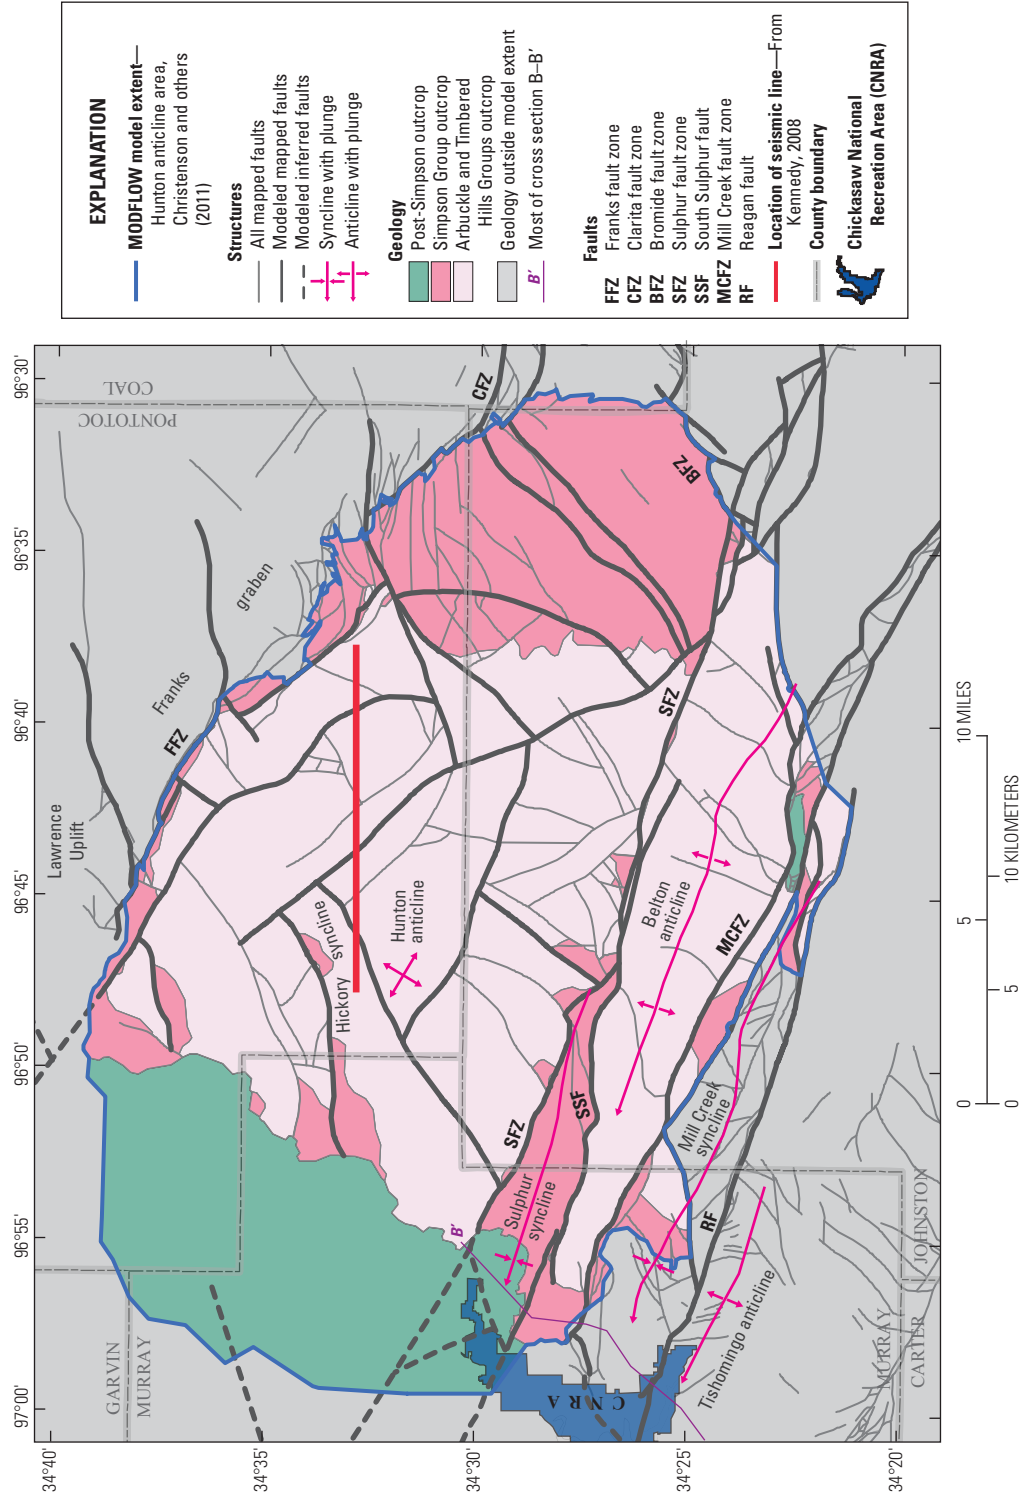 EXPLANATION
MODFLOW model extent—
Hunton anticline area,
Christenson and others
(2011)
Structures
All mapped faults
Modeled mapped faults
Modeled inferred faults
Syncline with plunge
Anticline with plunge
Geology
Post-Simpson outcrop
Simpson Group outcrop
Arbuckle and Timbered
Hills Groups outcrop
Geology outside model extent
B′ Most of cross section B–B′
Faults
FFZ Franks fault zone
CFZ Clarita fault zone
BFZ Bromide fault zone
SFZ Sulphur fault zone
SSF South Sulphur fault
MCFZ Mill Creek fault zone
RF Reagan fault
Location of seismic line—From
Kennedy, 2008
County boundary
Chickasaw National
Recreation Area (CNRA)
97°00'
96°55'
96°50'
96°45'
96°40'
96°35'
96°30'
34°40'
34°35'
34°30'
34°25'
34°20'
GARVIN
MURRAY
PONTOTOC
COAL
Lawrence
Uplift
FFZ
Franks
graben
CFZ
Hickory
syncline
Hunton
anticline
B′
SFZ
Sulphur
syncline
SSF
SFZ
BFZ
Belton
anticline
MCFZ
Mill Creek
syncline
RF
CNRA
Tishomingo anticline
MURRAY
CARTER
JOHNSTON
0 5 10 MILES
0 5 10 KILOMETERS